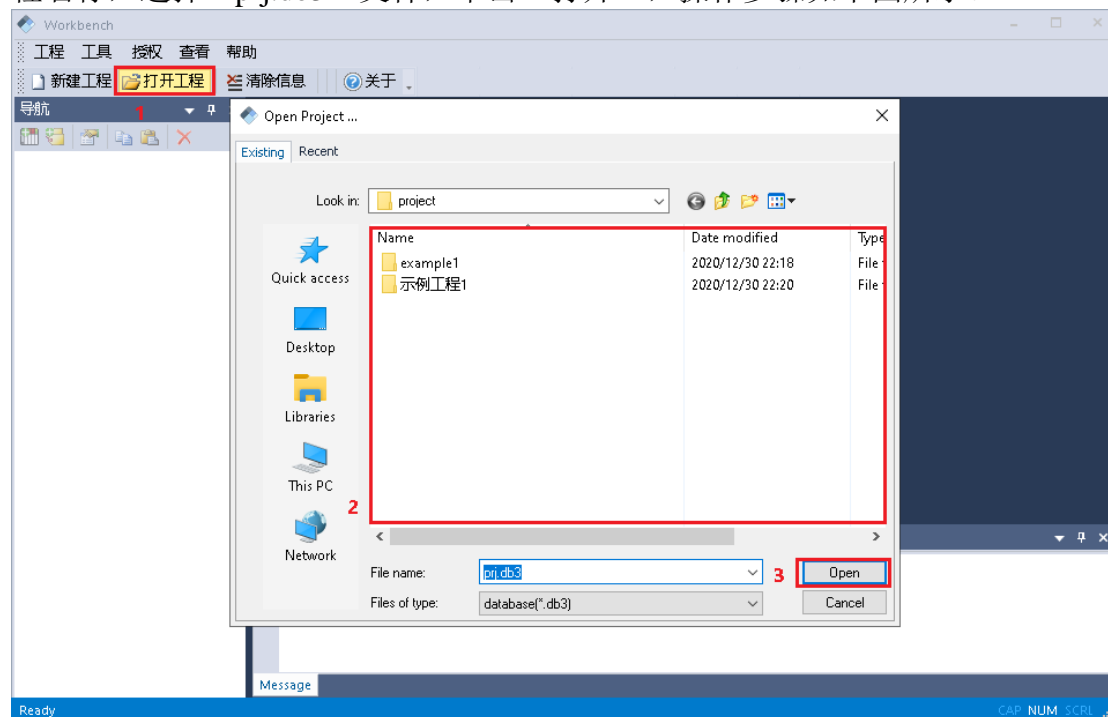 Workbench
工程 工具 授权 查看 帮助
新建工程 打开工程 清除信息 关于
导航 1
Open Project ...
Existing Recent
Look in: project
Name Date modified Type
example1 2020/12/30 22:18 File
示例工程1 2020/12/30 22:20 File
Quick access
Desktop
Libraries
This PC
2
Network
File name: prj.db3 3 Open
Files of type: database(*.db3) Cancel
Message
Ready CAP NUM SCRL